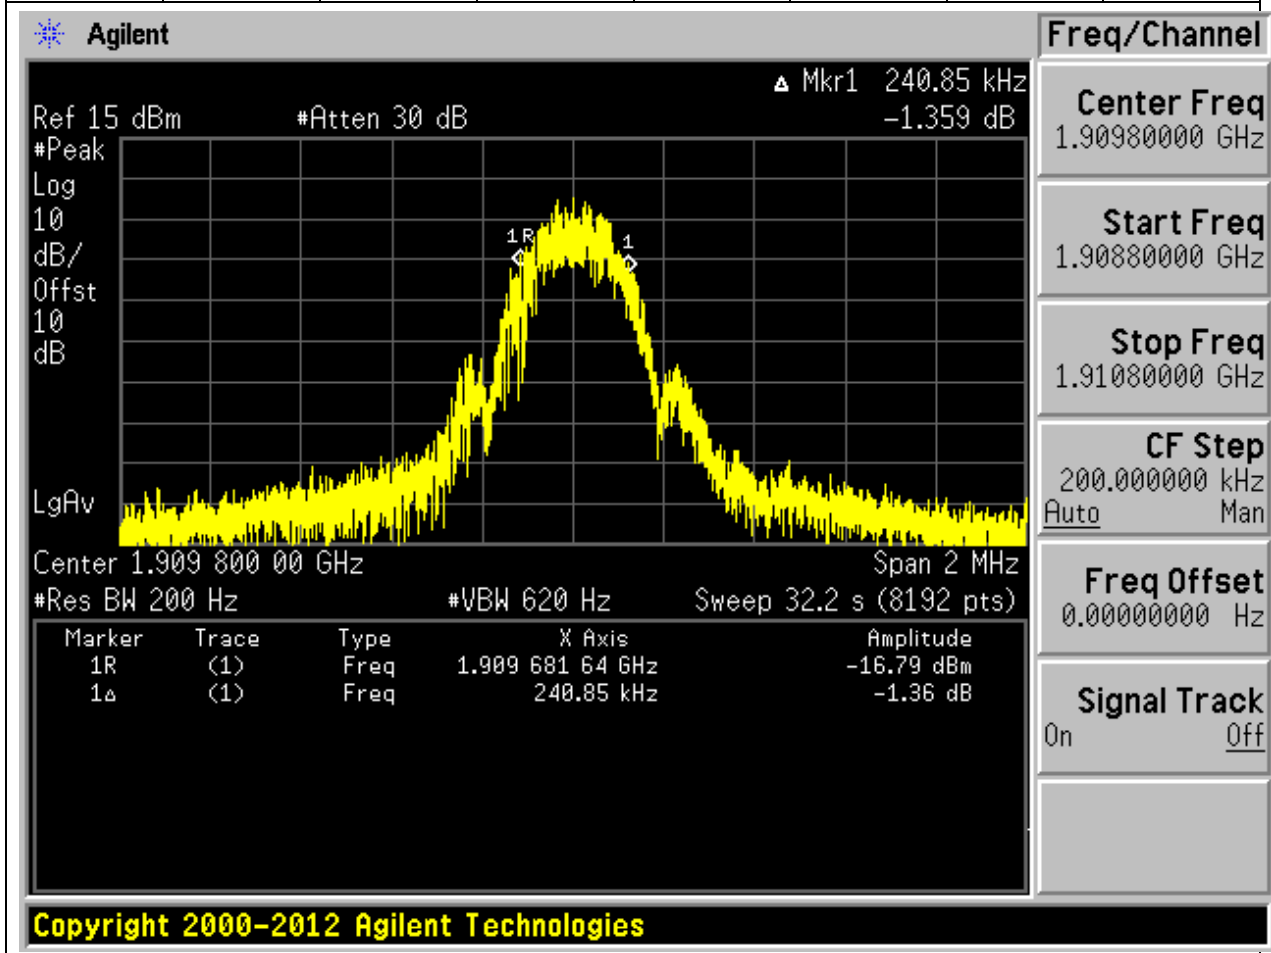 Agilent
Freq/Channel
Δ Mkr1 240.85 kHz
Ref 15 dBm #Atten 30 dB -1.359 dB
#Peak
Log
10
dB/
Offst
10
dB
1R
1
LgAv
Center 1.909 800 00 GHz Span 2 MHz
#Res BW 200 Hz #VBW 620 Hz Sweep 32.2 s (8192 pts)
Marker Trace Type X Axis Amplitude
1R (1) Freq 1.909 681 64 GHz -16.79 dBm
1Δ (1) Freq 240.85 kHz -1.36 dB
Center Freq
1.90980000 GHz
Start Freq
1.90880000 GHz
Stop Freq
1.91080000 GHz
CF Step
200.000000 kHz
Auto Man
Freq Offset
0.00000000 Hz
Signal Track
On Off
Copyright 2000-2012 Agilent Technologies